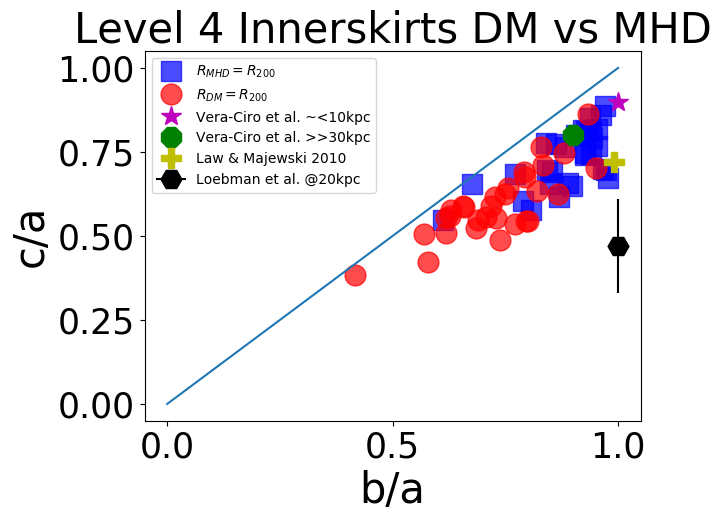 Level 4 Innerskirts DM vs MHD
1.00
0.75
0.50
0.25
0.00
c/a
R_{MHD} = R_{200}
R_{DM} = R_{200}
Vera-Ciro et al. ~<10kpc
Vera-Ciro et al. >>30kpc
Law & Majewski 2010
Loebman et al. @20kpc
0.0 0.5 1.0
b/a